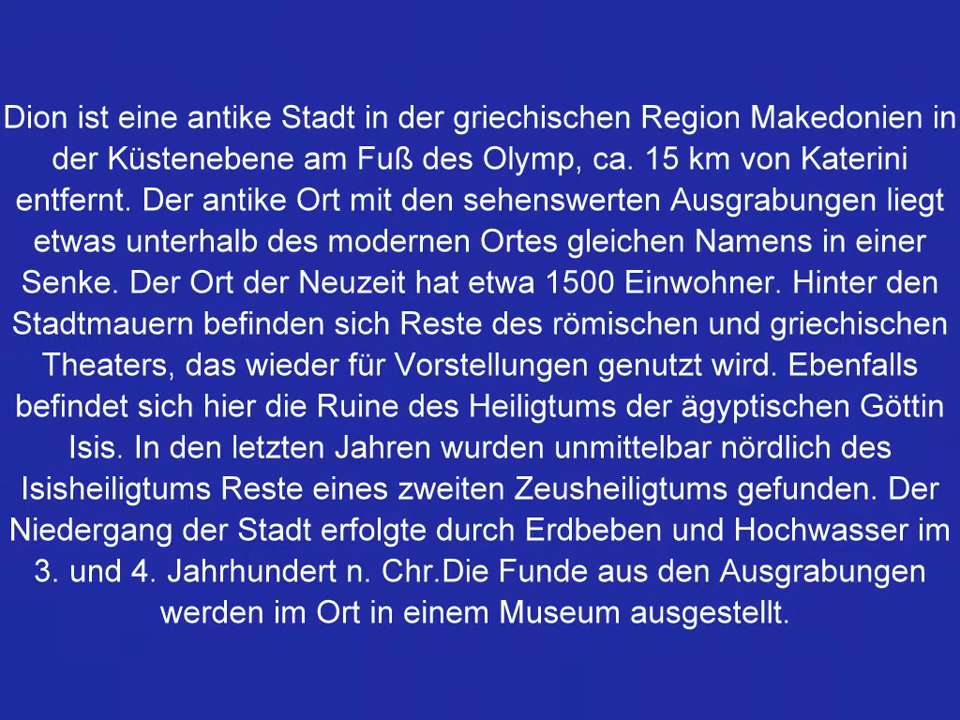 Dion ist eine antike Stadt in der griechischen Region Makedonien in
der Küstenebene am Fuß des Olymp, ca. 15 km von Katerini
entfernt. Der antike Ort mit den sehenswerten Ausgrabungen liegt
etwas unterhalb des modernen Ortes gleichen Namens in einer
Senke. Der Ort der Neuzeit hat etwa 1500 Einwohner. Hinter den
Stadtmauern befinden sich Reste des römischen und griechischen
Theaters, das wieder für Vorstellungen genutzt wird. Ebenfalls
befindet sich hier die Ruine des Heiligtums der ägyptischen Göttin
Isis. In den letzten Jahren wurden unmittelbar nördlich des
Isisheiligtums Reste eines zweiten Zeusheiligtums gefunden. Der
Niedergang der Stadt erfolgte durch Erdbeben und Hochwasser im
3. und 4. Jahrhundert n. Chr.Die Funde aus den Ausgrabungen
werden im Ort in einem Museum ausgestellt.